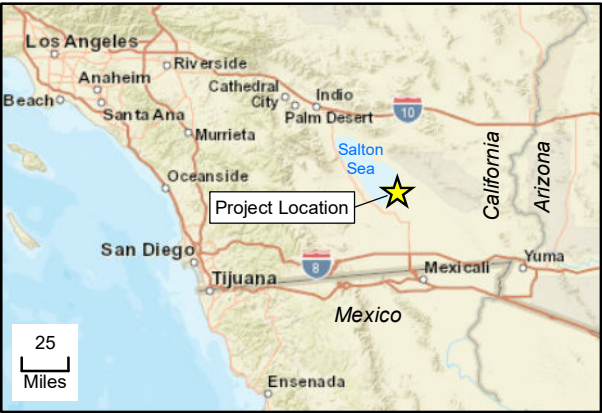 Los Angeles
Riverside
Anaheim
Cathedral
City
Indio
Beach
Santa Ana
Palm Desert
10
Murrieta
Salton
Sea
California
Arizona
Oceanside
Project Location
San Diego
8
Yuma
Mexicali
Tijuana
Mexico
25
Miles
Ensenada